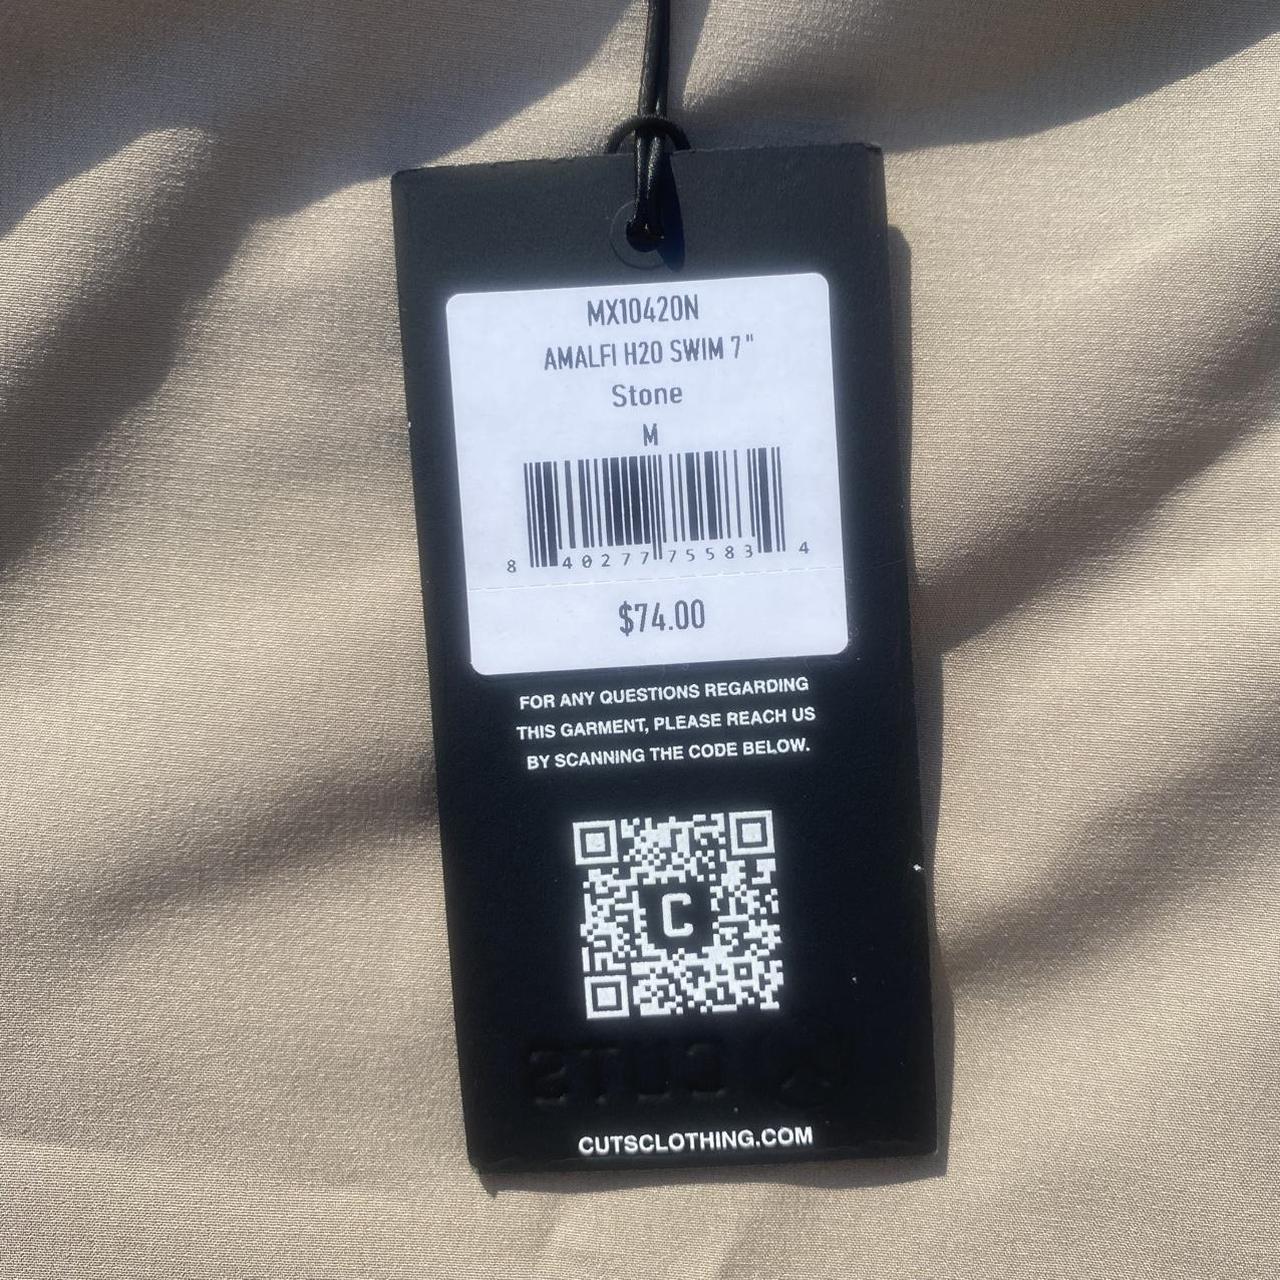 MX10420N
AMALFI H20 SWIM 7"
Stone
M
8 40277 75583 4
$74.00
FOR ANY QUESTIONS REGARDING
THIS GARMENT, PLEASE REACH US
BY SCANNING THE CODE BELOW.
C
CUTS
CUTSCLOTHING.COM